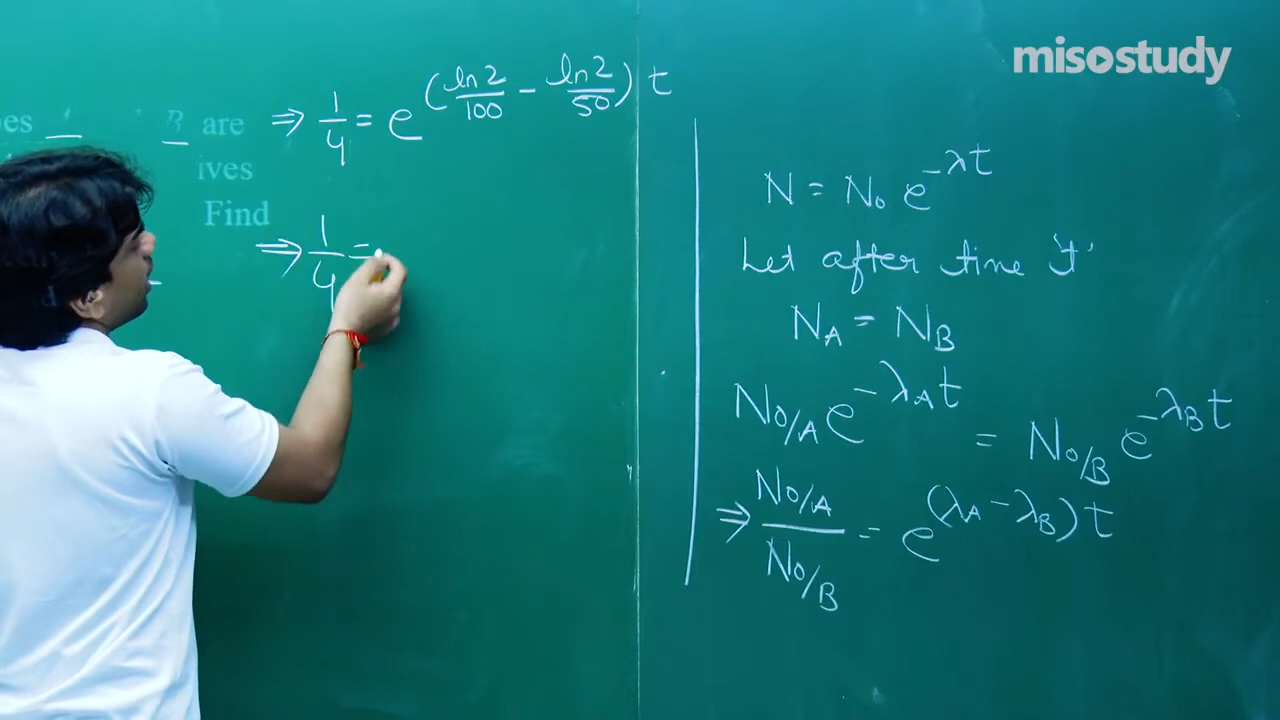 misostudy
es A B are
ives
Find
⇒ 1/4 = e^(ln2/100 - ln2/50)t
⇒ 1/4 =
N = N₀ e^-λt
Let after time 't'
N_A = N_B
N₀/A e^-λ_A t = N₀/B e^-λ_B t
⇒ N₀/A / N₀/B = e^(λ_A - λ_B)t